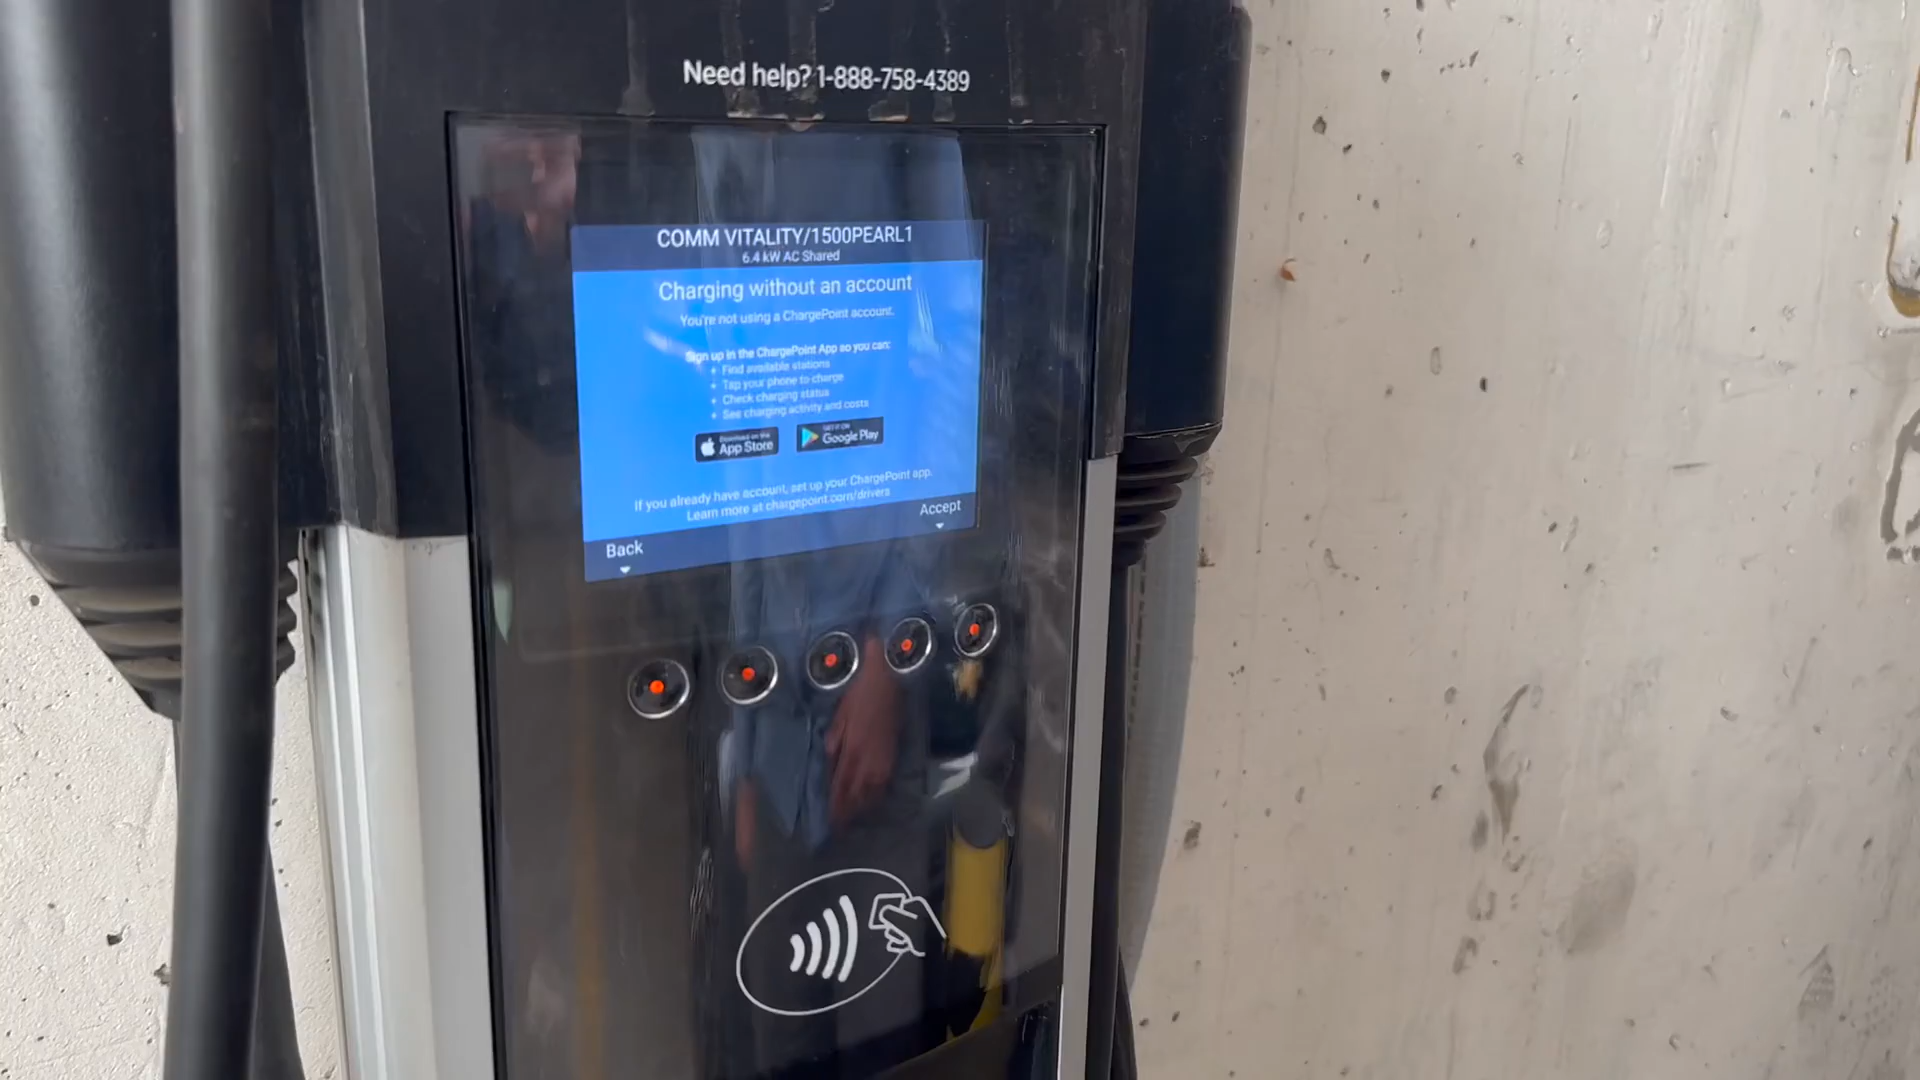 Need help? 1-888-758-4389
COMM VITALITY/1500PEARL1
6.4 kW AC Shared
Charging without an account
You're not using a ChargePoint account.
Sign up in the ChargePoint App so you can:
• Find available stations
• Tap your phone to charge
• Check charging status
• See charging activity and costs
Download on the
App Store
GET IT ON
Google Play
If you already have account, set up your ChargePoint app.
Learn more at chargepoint.com/drivers
Accept
Back